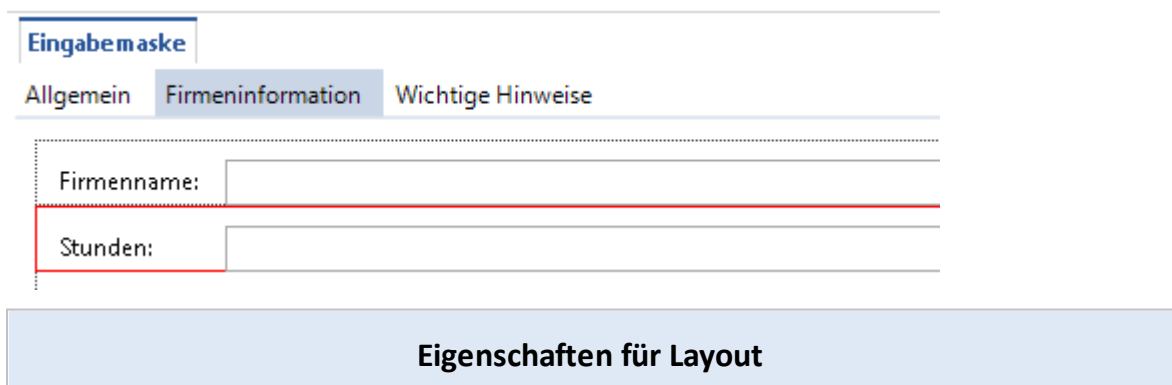 Eingabemaske
Allgemein Firmeninformation Wichtige Hinweise
Firmenname:
Stunden:
Eigenschaften für Layout